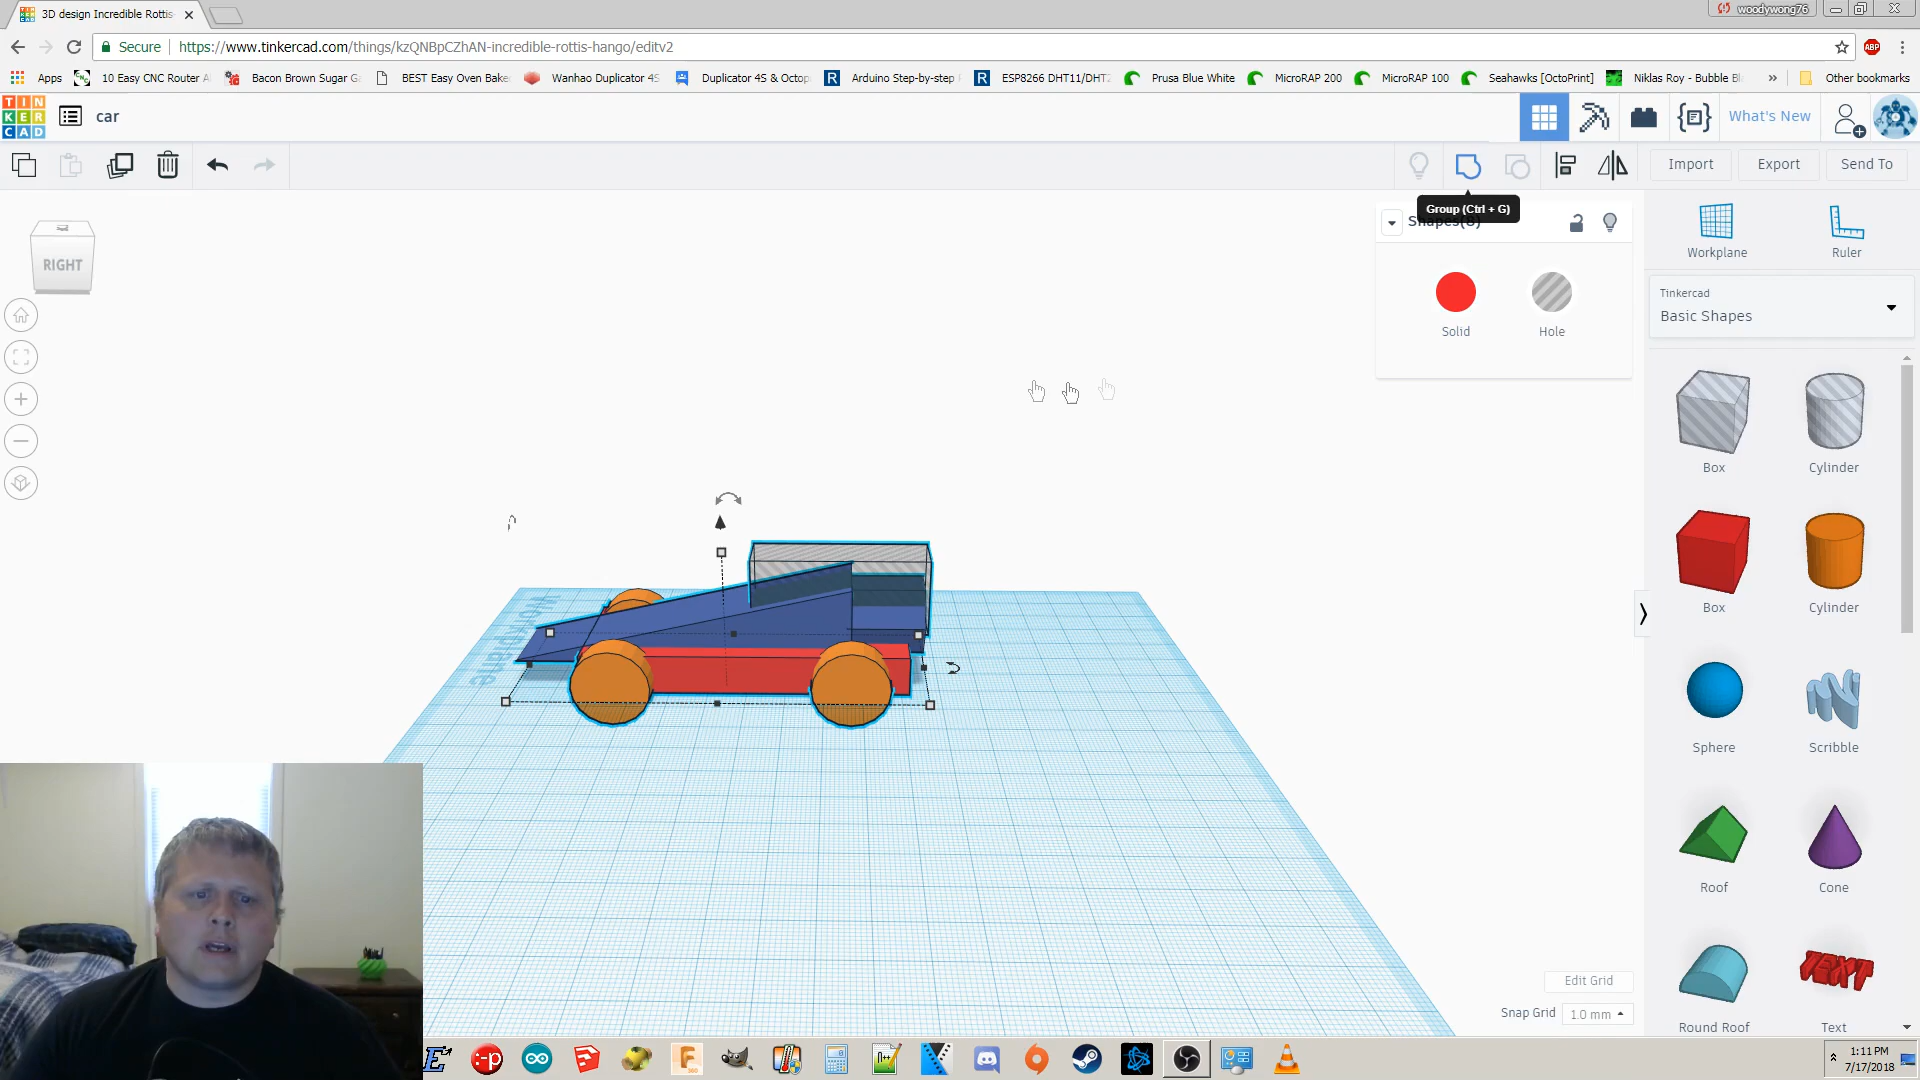 3D design Incredible Rottis
woodywong76
Secure
https://www.tinkercad.com/things/kzQNBpCZhAN-incredible-rottis-hango/editv2
ABP
Apps
10 Easy CNC Router
Bacon Brown Sugar G
BEST Easy Oven Bake
Wanhao Duplicator 4S
Duplicator 4S & Octop
Arduino Step-by-step
ESP8266 DHT11/DHT
Prusa Blue White
MicroRAP 200
MicroRAP 100
Seahawks [OctoPrint]
Niklas Roy - Bubble B
Other bookmarks
TIN
KER
CAD
car
What's New
Import
Export
Send To
Group (Ctrl + G)
Shapes(8)
Solid
Hole
RIGHT
Workplane
Ruler
Tinkercad
Basic Shapes
Box
Cylinder
Box
Cylinder
Sphere
Scribble
Roof
Cone
TEXT
Round Roof
Text
Workplane
Edit Grid
Snap Grid
1.0 mm
1:11 PM
7/17/2018